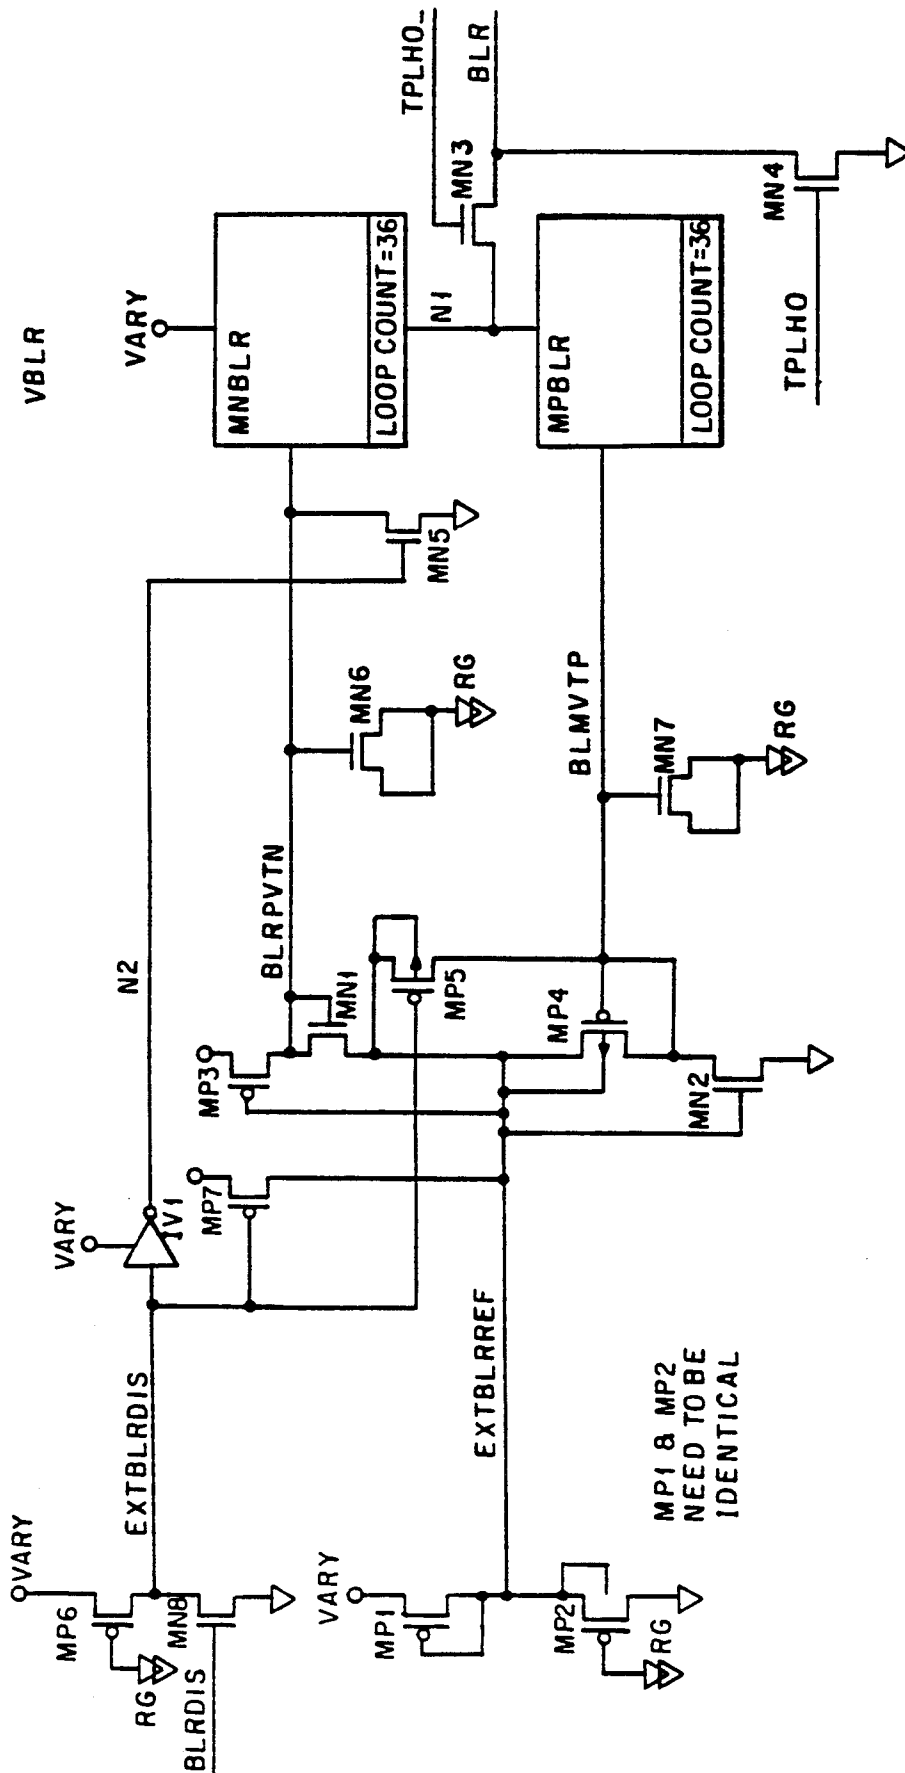 VBLR
VARY
MP6
RG
BLRDIS
MN8
EXTBLRDIS
VARY
IV1
N2
MP7
MP3
BLRPVTN
MN1
MP5
MN6
RG
MN5
VARY
MNBLR
LOOP COUNT=36
N1
MN3
TPLHO_
BLR
VARY
MP1
MP2
RG
EXTBLRREF
MP4
MN2
BLMVTP
MN7
RG
MPBLR
LOOP COUNT=36
TPLHO
MN4
MP1 & MP2
NEED TO BE
IDENTICAL